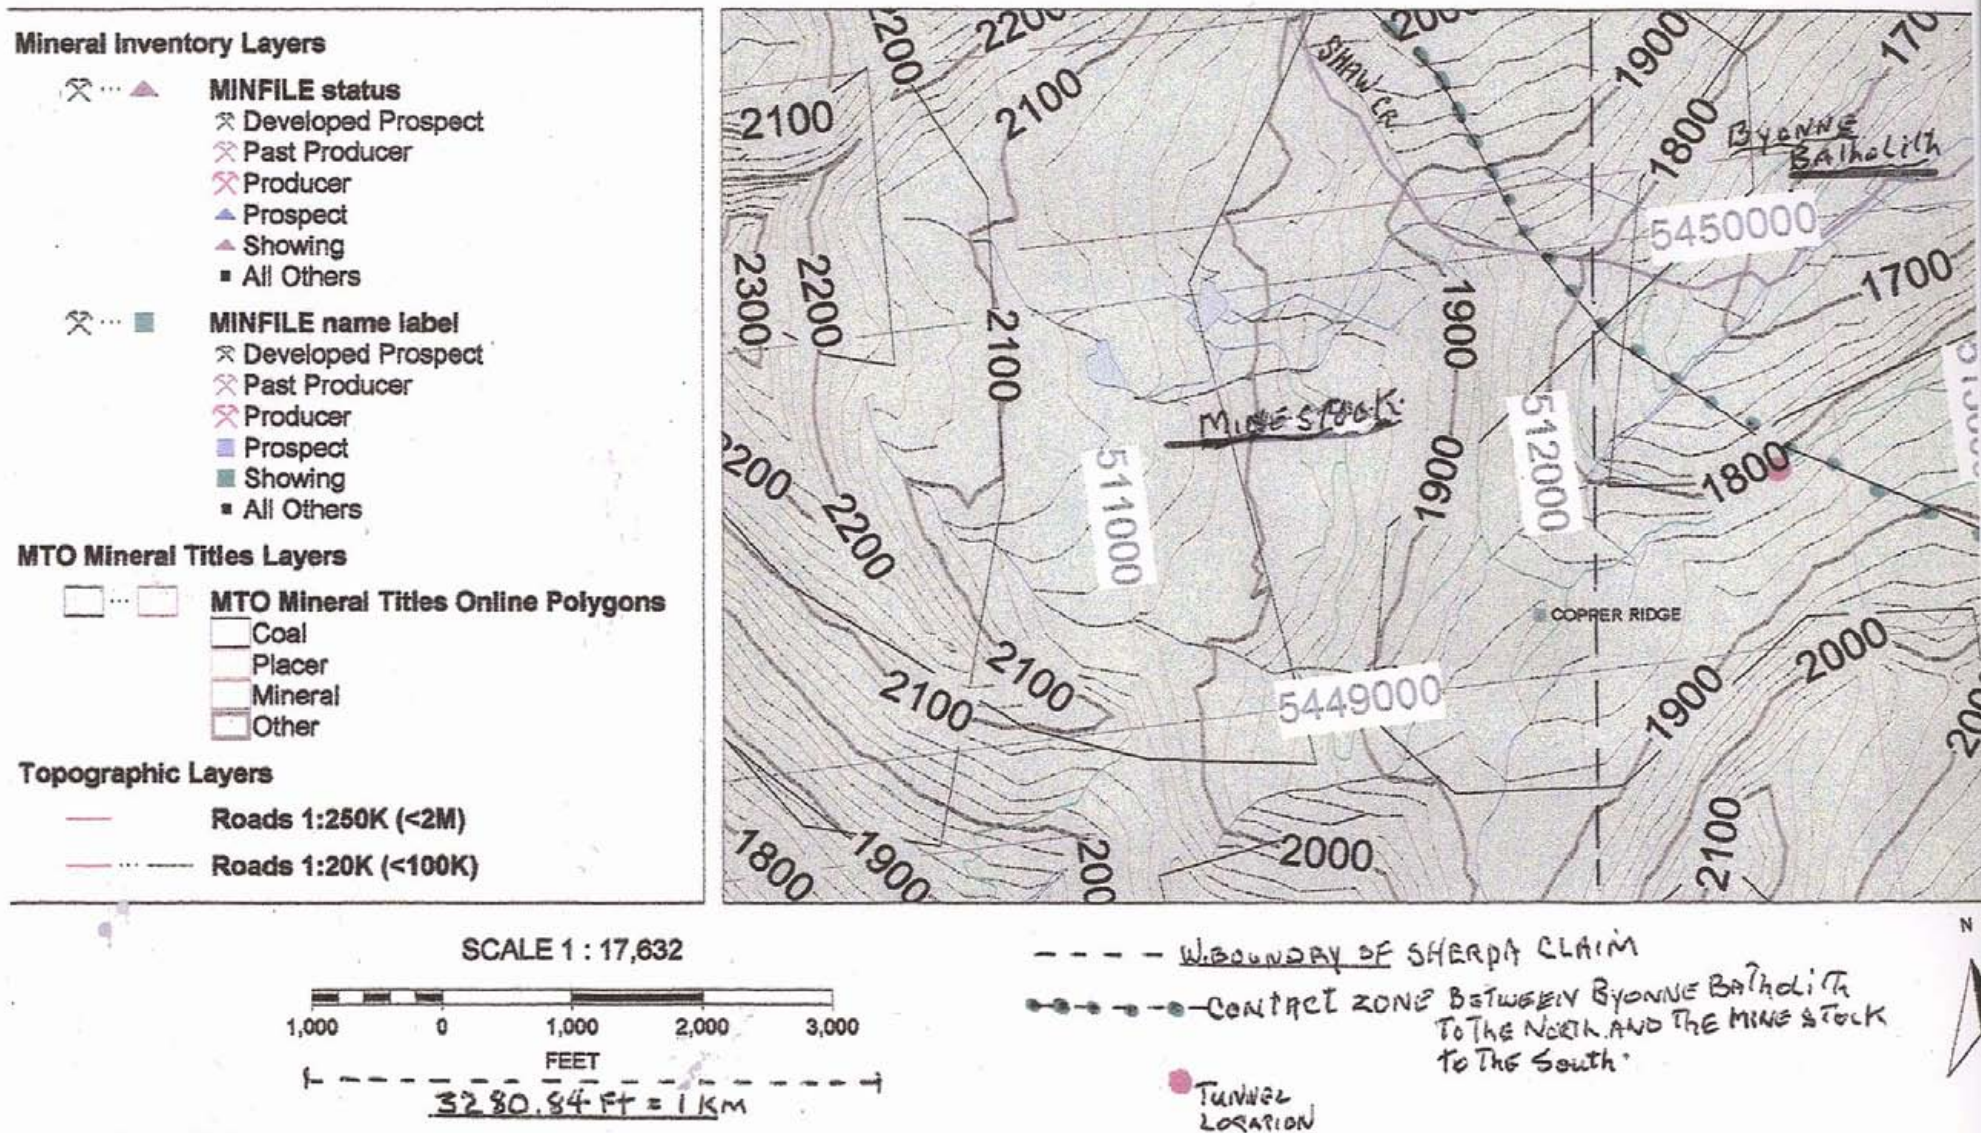 Mineral Inventory Layers
MINFILE status
Developed Prospect
Past Producer
Producer
Prospect
Showing
All Others
MINFILE name label
Developed Prospect
Past Producer
Producer
Prospect
Showing
All Others
MTO Mineral Titles Layers
MTO Mineral Titles Online Polygons
Coal
Placer
Mineral
Other
Topographic Layers
Roads 1:250K (<2M)
Roads 1:20K (<100K)
2200
2000
1900
2100
2100
SHAW CR.
1800
BYONNE
BAThoLiTh
5450000
2300
2200
2100
1900
1700
MINE STOCK.
2200
2200
511000
1900
512000
1800
COPPER RIDGE
2100
2100
5449000
1900
2000
1800
1900
2000
2100
SCALE 1 : 17,632
1,000 0 1,000 2,000 3,000
FEET
3280.84 Ft = 1 Km
W. BOUNDRY OF SHERPA CLAIM
CONTACT ZONE BETWEEN BYONNE BAThOLiTh
To ThE NORTH AND THE MINE STOCK
to The South.
TUNNEL
LOCATION
N